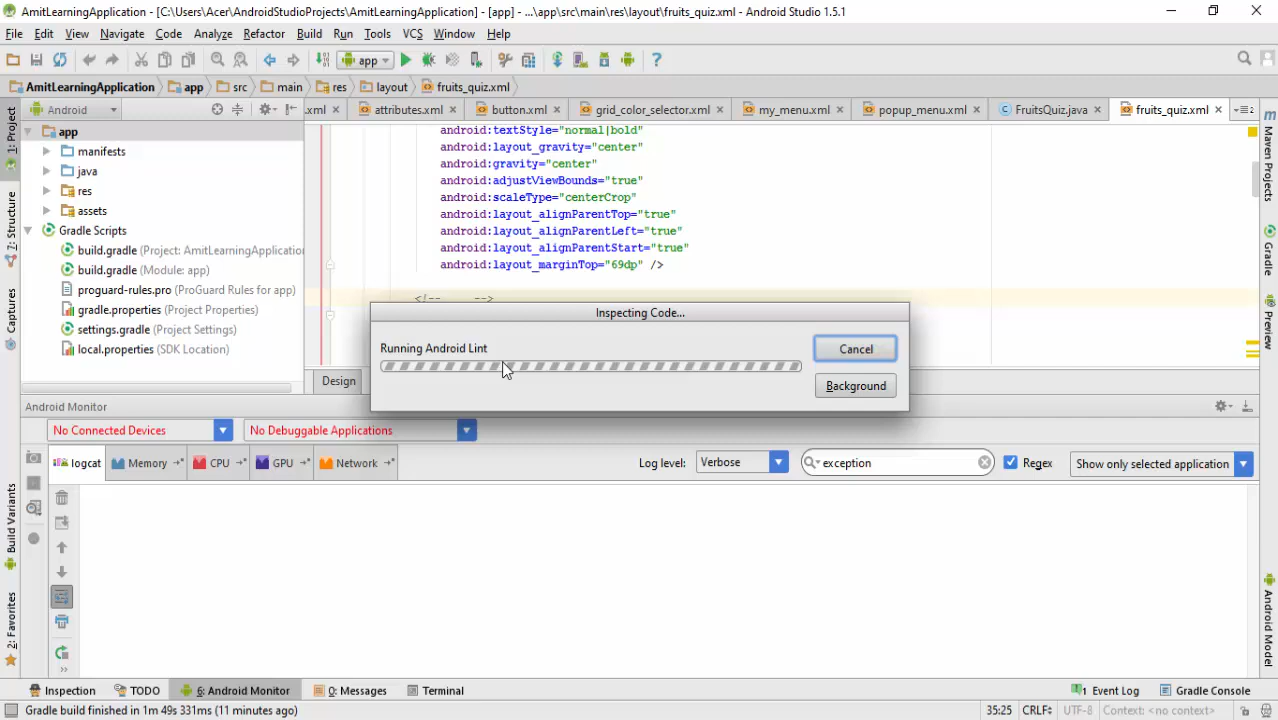 AmitLearningApplication - [C:\Users\Acer\AndroidStudioProjects\AmitLearningApplication] - [app] - ...\app\src\main\res\layout\fruits_quiz.xml - Android Studio 1.5.1
File Edit View Navigate Code Analyze Refactor Build Run Tools VCS Window Help
app
AmitLearningApplication app src main res layout fruits_quiz.xml
Android .xml attributes.xml button.xml grid_color_selector.xml my_menu.xml popup_menu.xml FruitsQuiz.java fruits_quiz.xml
1: Project
2: Structure
Captures
Build Variants
2: Favorites
app
manifests
java
res
assets
Gradle Scripts
build.gradle (Project: AmitLearningApplication
build.gradle (Module: app)
proguard-rules.pro (ProGuard Rules for app)
gradle.properties (Project Properties)
settings.gradle (Project Settings)
local.properties (SDK Location)
android:textStyle="normal|bold"
android:layout_gravity="center"
android:gravity="center"
android:adjustViewBounds="true"
android:scaleType="centerCrop"
android:layout_alignParentTop="true"
android:layout_alignParentLeft="true"
android:layout_alignParentStart="true"
android:layout_marginTop="69dp" />
<!-- -->
Design
Inspecting Code...
Running Android Lint
Cancel
Background
Maven Projects
Gradle
Preview
Android Model
Android Monitor
No Connected Devices No Debuggable Applications
logcat Memory CPU GPU Network Log level: Verbose exception Regex Show only selected application
Inspection TODO 6: Android Monitor 0: Messages Terminal 1 Event Log Gradle Console
Gradle build finished in 1m 49s 331ms (11 minutes ago) 35:25 CRLF UTF-8 Context: <no context>